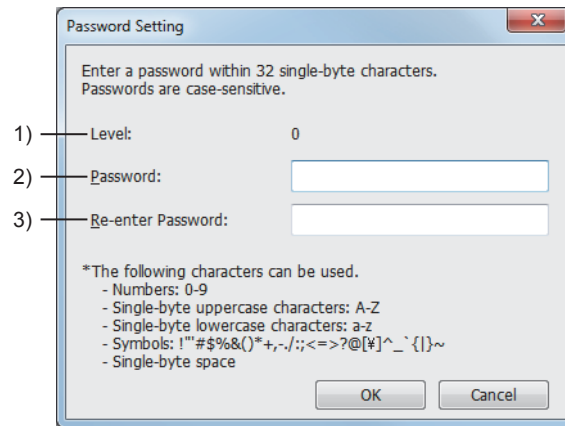 Password Setting
Enter a password within 32 single-byte characters.
Passwords are case-sensitive.
1) Level: 0
2) Password:
3) Re-enter Password:
*The following characters can be used.
- Numbers: 0-9
- Single-byte uppercase characters: A-Z
- Single-byte lowercase characters: a-z
- Symbols: !"'#$%&()*+,-./:;<=>?@[¥]^_`{|}~
- Single-byte space
OK Cancel